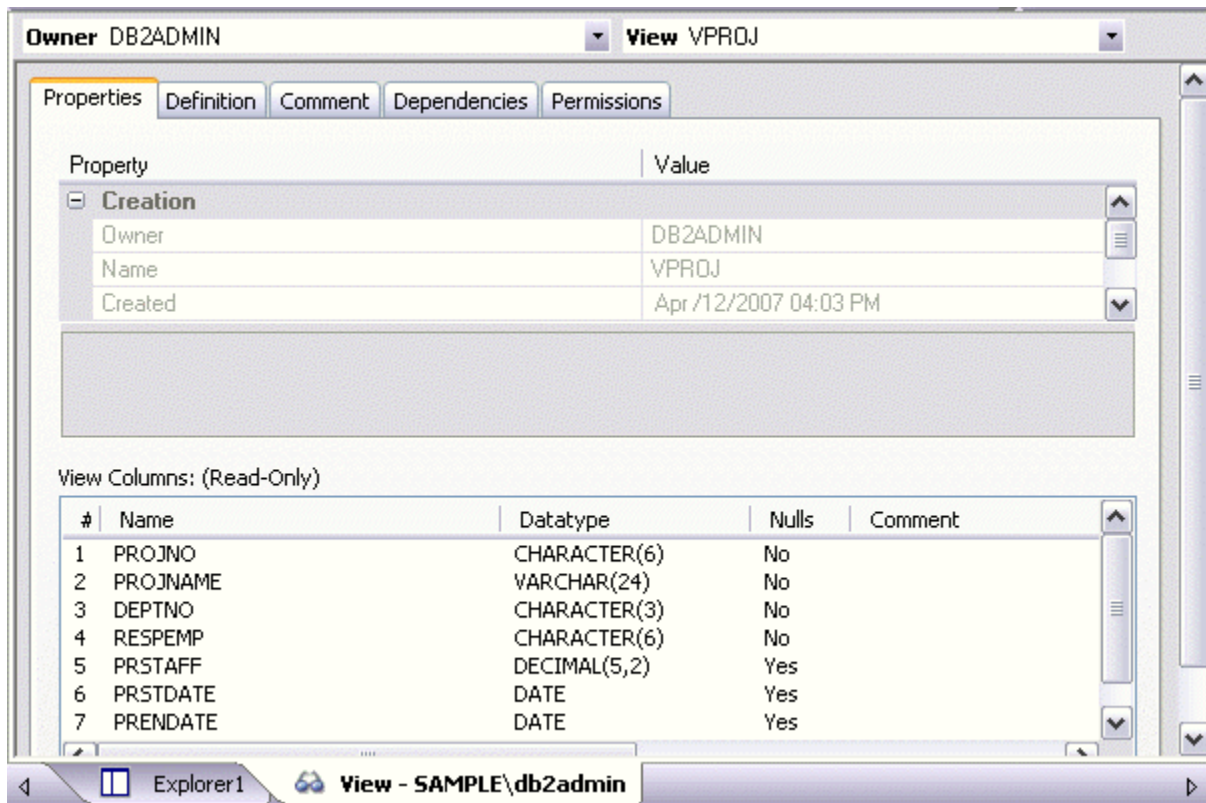 Owner DB2ADMIN View VPROJ
Properties Definition Comment Dependencies Permissions
Property Value
Creation
Owner DB2ADMIN
Name VPROJ
Created Apr /12/2007 04:03 PM
View Columns: (Read-Only)
# Name Datatype Nulls Comment
1 PROJNO CHARACTER(6) No
2 PROJNAME VARCHAR(24) No
3 DEPTNO CHARACTER(3) No
4 RESPEMP CHARACTER(6) No
5 PRSTAFF DECIMAL(5,2) Yes
6 PRSTDATE DATE Yes
7 PRENDATE DATE Yes
Explorer1 View - SAMPLE\db2admin